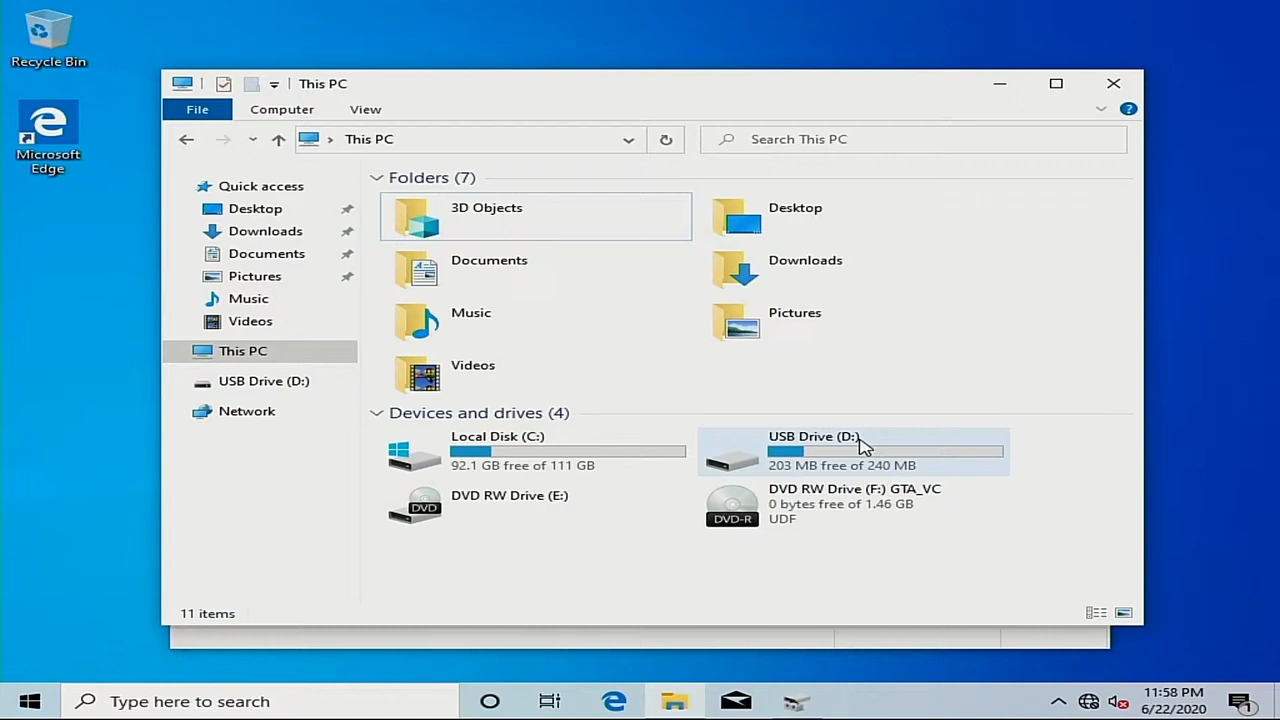 Recycle Bin
Microsoft
Edge
This PC
File
Computer
View
This PC
Search This PC
Quick access
Desktop
Downloads
Documents
Pictures
Music
Videos
This PC
USB Drive (D:)
Network
Folders (7)
3D Objects
Desktop
Documents
Downloads
Music
Pictures
Videos
Devices and drives (4)
Local Disk (C:)
92.1 GB free of 111 GB
USB Drive (D:)
203 MB free of 240 MB
DVD RW Drive (E:)
DVD
DVD RW Drive (F:) GTA_VC
0 bytes free of 1.46 GB
UDF
DVD-R
11 items
Type here to search
11:58 PM
6/22/2020
1